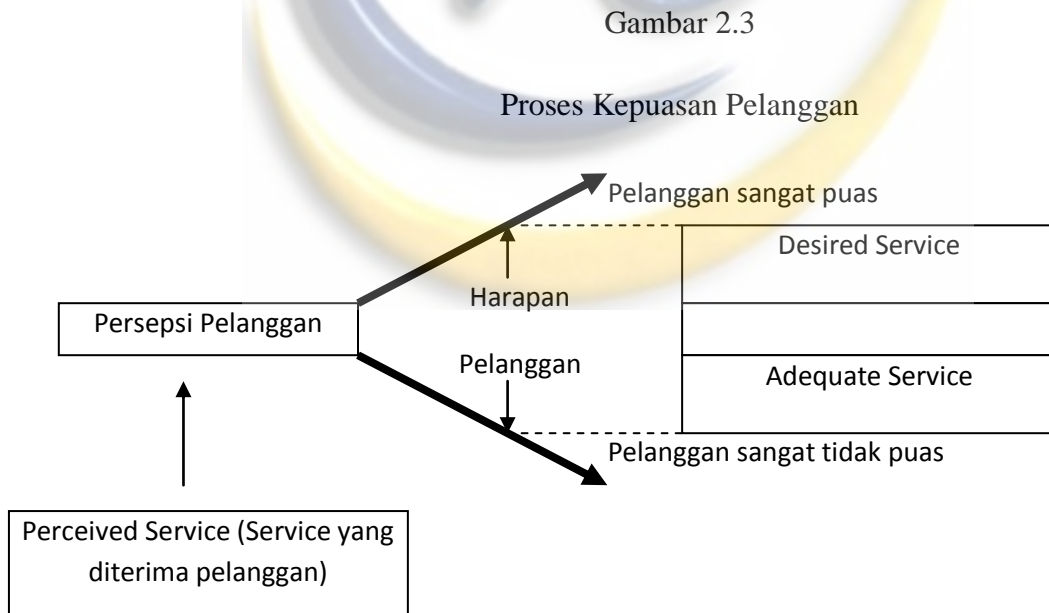 Gambar 2.3
Proses Kepuasan Pelanggan
Pelanggan sangat puas
Desired Service
Harapan
Persepsi Pelanggan
Pelanggan
Adequate Service
Pelanggan sangat tidak puas
Perceived Service (Service yang
diterima pelanggan)